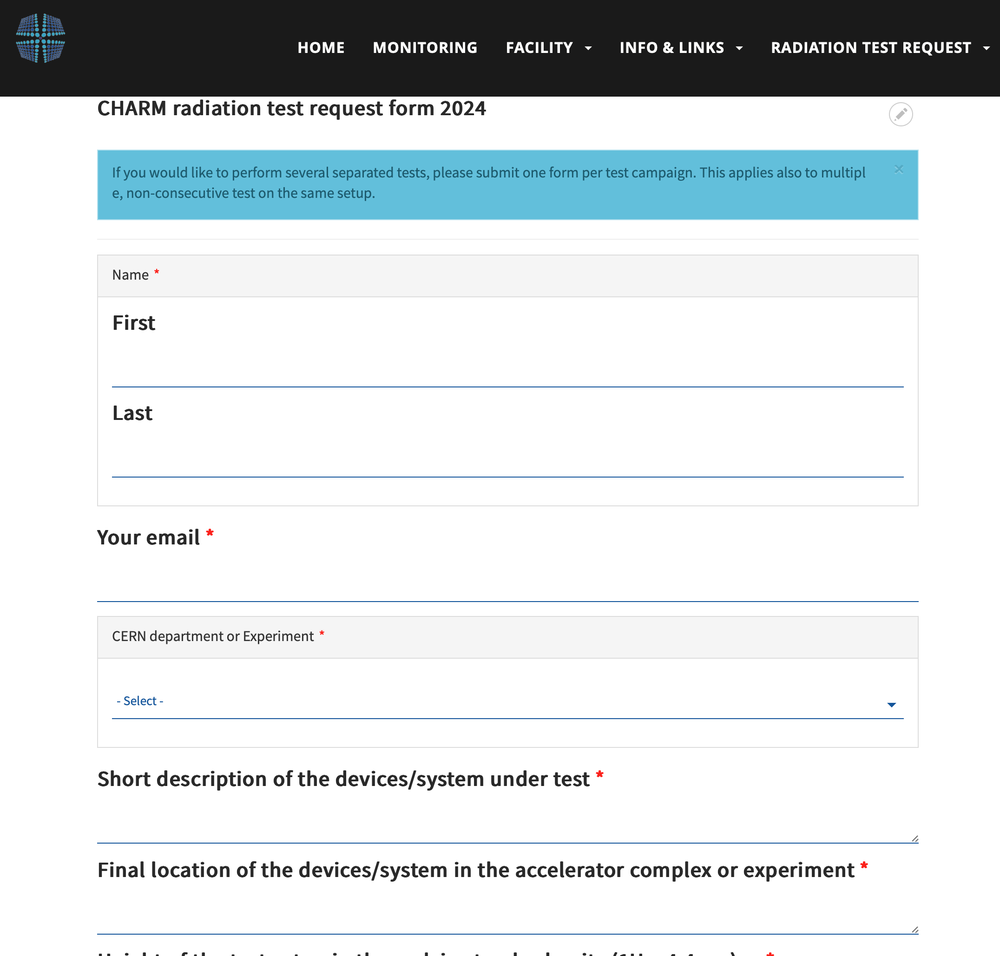 HOME MONITORING FACILITY INFO & LINKS RADIATION TEST REQUEST
CHARM radiation test request form 2024
If you would like to perform several separated tests, please submit one form per test campaign. This applies also to multipl
e, non-consecutive test on the same setup.
×
Name *
First
Last
Your email *
CERN department or Experiment *
- Select -
Short description of the devices/system under test *
Final location of the devices/system in the accelerator complex or experiment *